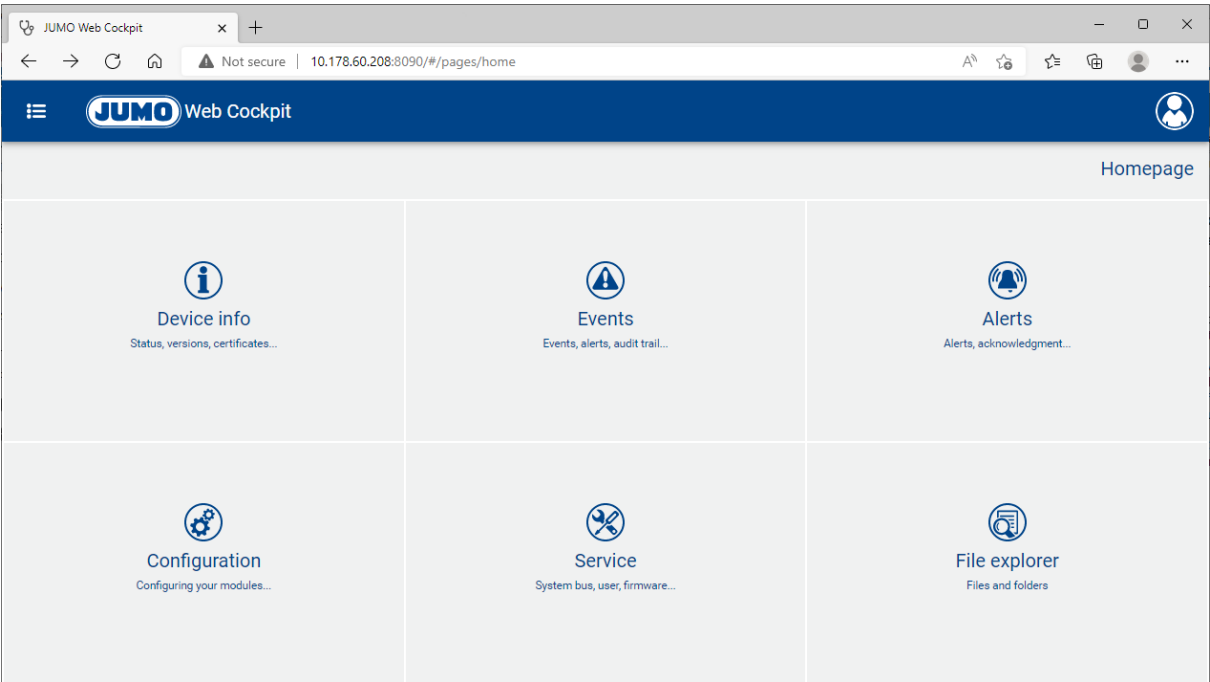 JUMO Web Cockpit
Not secure 10.178.60.208:8090/#/pages/home
JUMO Web Cockpit
Homepage
Device info
Status, versions, certificates...
Events
Events, alerts, audit trail...
Alerts
Alerts, acknowledgment...
Configuration
Configuring your modules...
Service
System bus, user, firmware...
File explorer
Files and folders